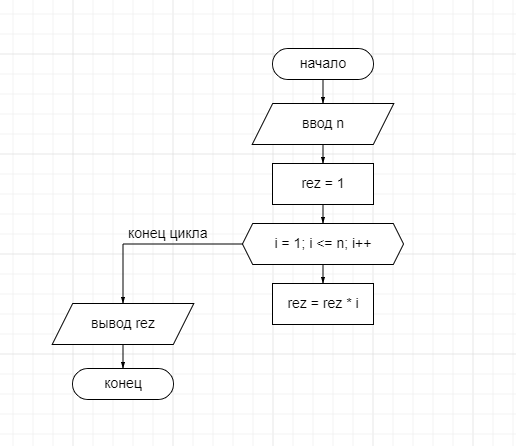 начало
ввод n
rez = 1
i = 1; i <= n; i++
конец цикла
rez = rez * i
вывод rez
конец